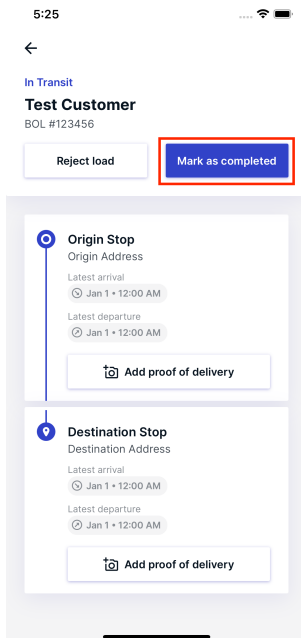 5:25
In Transit
Test Customer
BOL #123456
Reject load
Mark as completed
Origin Stop
Origin Address
Latest arrival
Jan 1 • 12:00 AM
Latest departure
Jan 1 • 12:00 AM
Add proof of delivery
Destination Stop
Destination Address
Latest arrival
Jan 1 • 12:00 AM
Latest departure
Jan 1 • 12:00 AM
Add proof of delivery